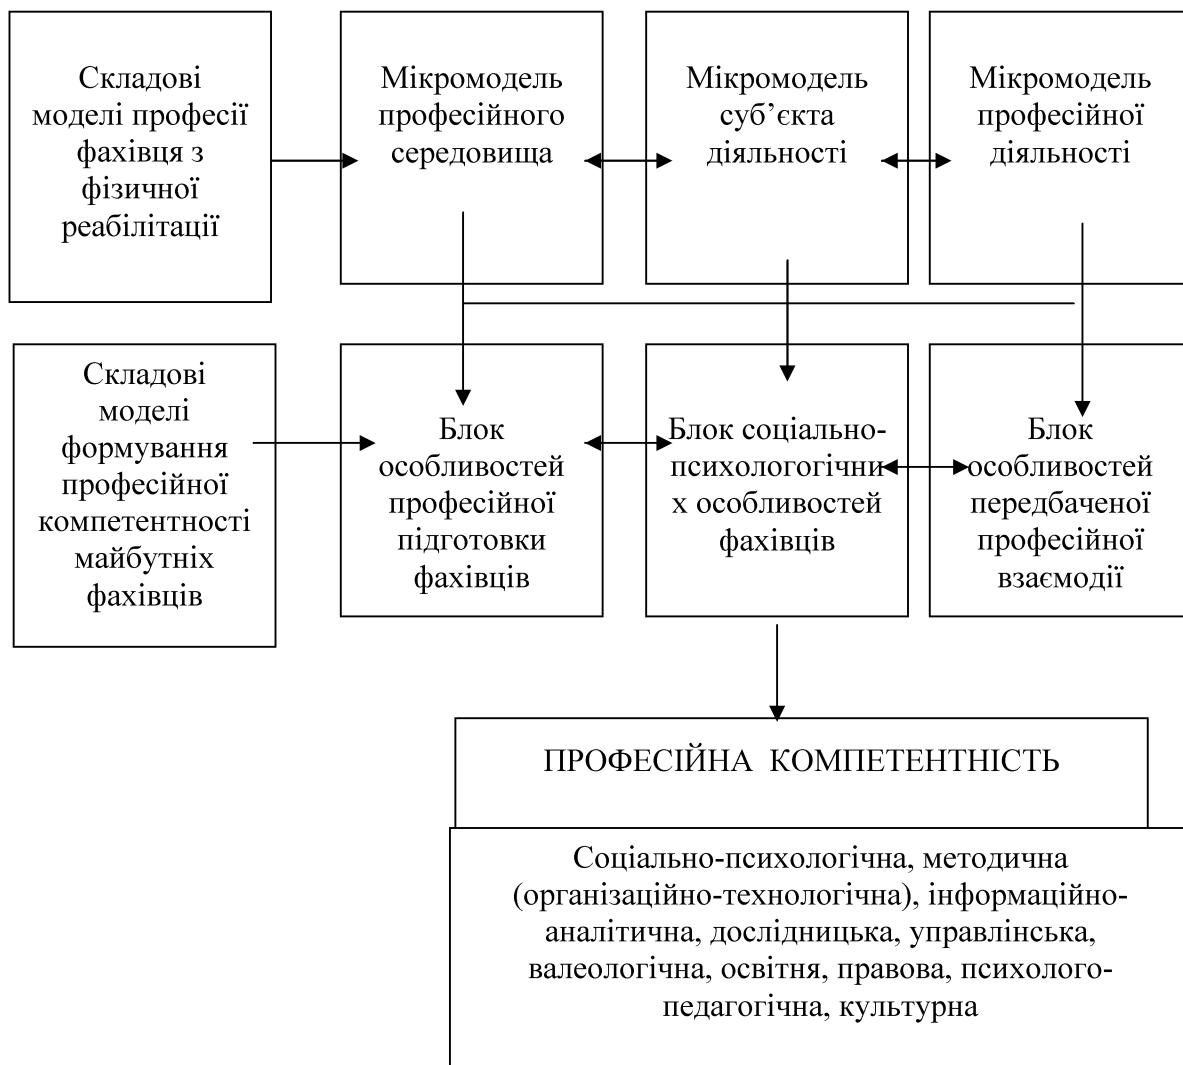 Складові
моделі професії
фахівця з
фізичної
реабілітації
Мікромодель
професійного
середовища
Мікромодель
суб’єкта
діяльності
Мікромодель
професійної
діяльності
Складові
моделі
формування
професійної
компетентності
майбутніх
фахівців
Блок
особливостей
професійної
підготовки
фахівців
Блок соціально-
психологогічни
х особливостей
фахівців
Блок
особливостей
передбаченої
професійної
взаємодії
ПРОФЕСІЙНА КОМПЕТЕНТНІСТЬ
Соціально-психологічна, методична
(організаційно-технологічна), інформаційно-
аналітична, дослідницька, управлінська,
валеологічна, освітня, правова, психолого-
педагогічна, культурна